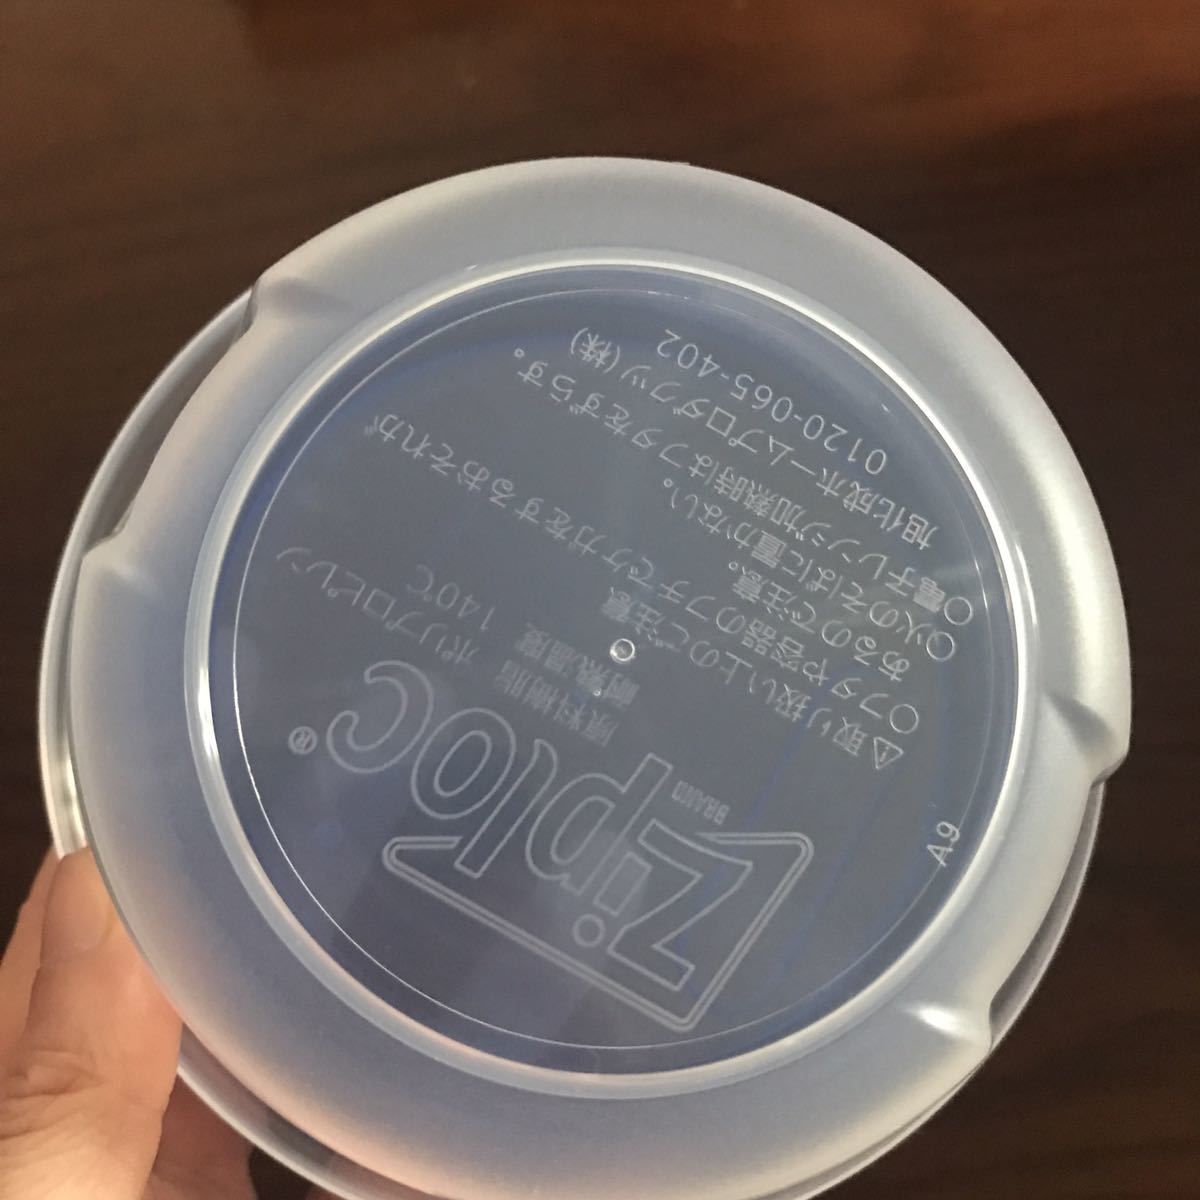 Ziploc®
BRAND
原料樹脂 ポリプロピレン
耐熱温度 140℃
⚠取り扱い上のご注意
○フタや容器のフチでケガをするおそれが
あるのでご注意。
○火のそばに置かない。
○電子レンジ加熱時はフタをずらす。
旭化成ホームプロダクツ(株)
0120-065-402
A9